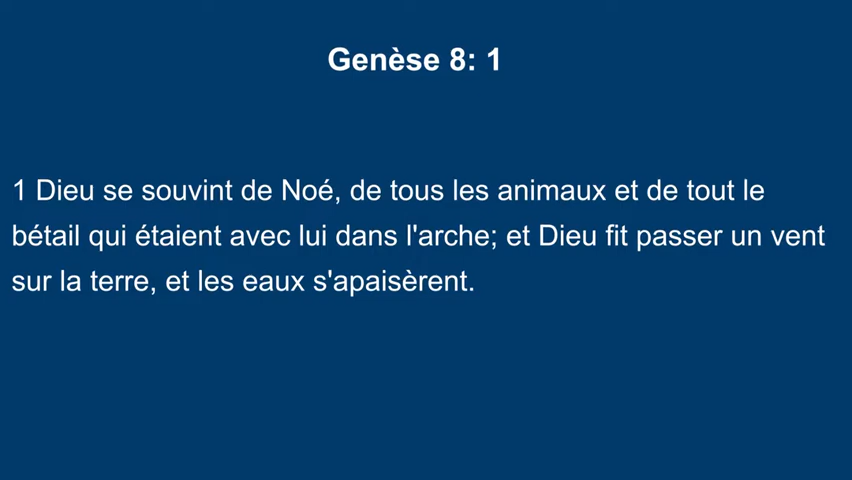 Genèse 8: 1
1 Dieu se souvint de Noé, de tous les animaux et de tout le
bétail qui étaient avec lui dans l'arche; et Dieu fit passer un vent
sur la terre, et les eaux s'apaisèrent.